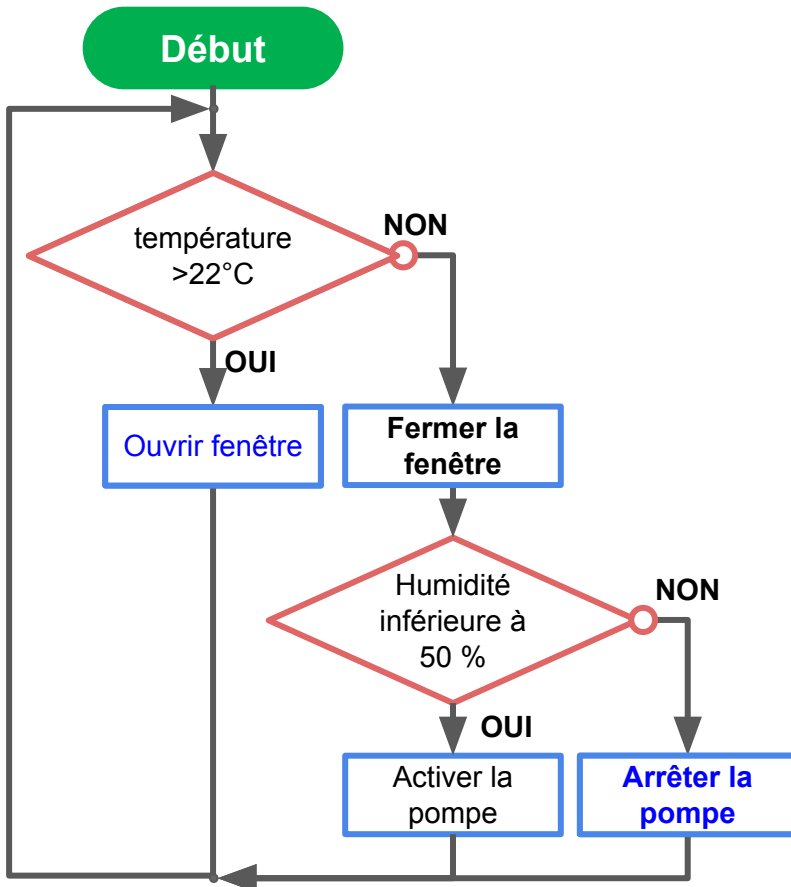 Début
température
>22°C
NON
OUI
Ouvrir fenêtre
Fermer la
fenêtre
Humidité
inférieure à
50 %
NON
OUI
Activer la
pompe
Arrêter la
pompe